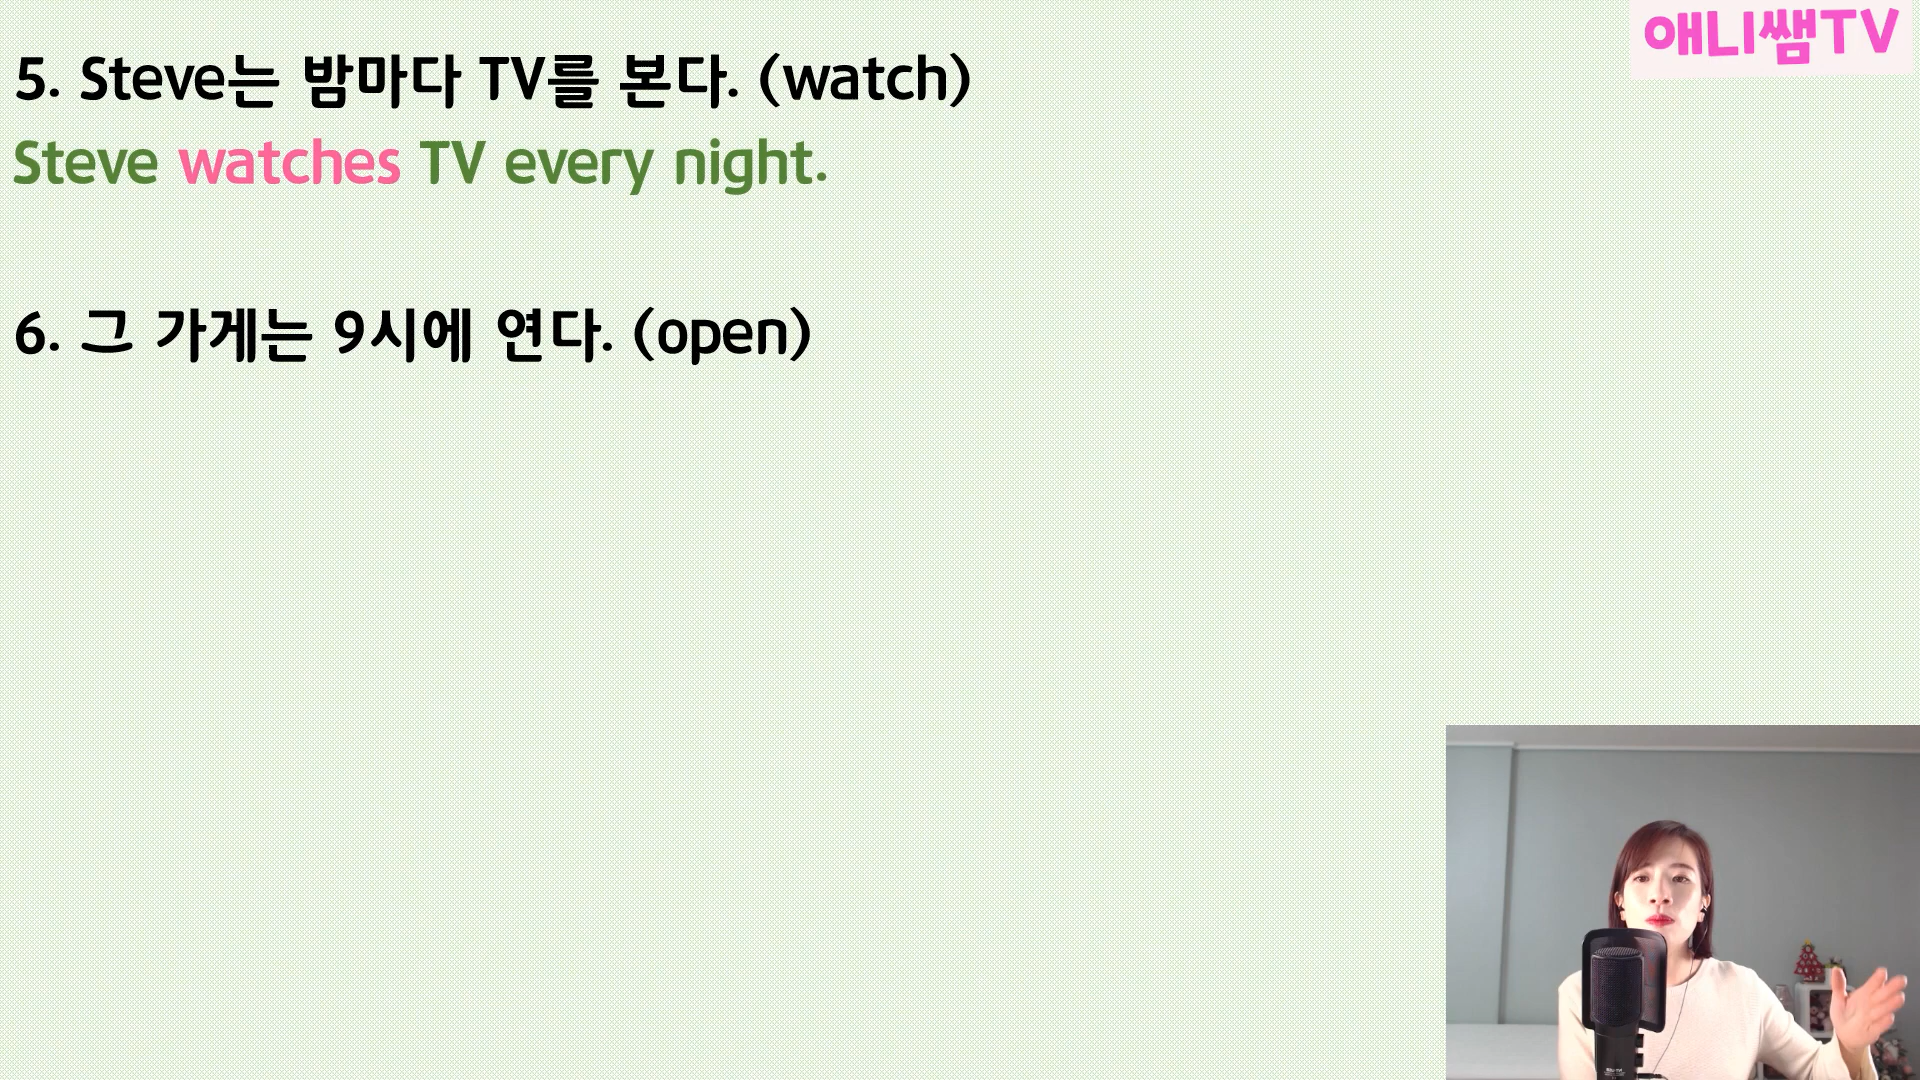 애니쌤TV
5. Steve는 밤마다 TV를 본다. (watch)
Steve watches TV every night.
6. 그 가게는 9시에 연다. (open)